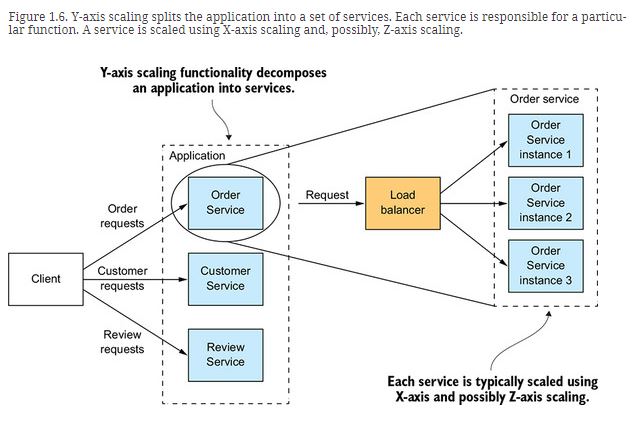 Figure 1.6. Y-axis scaling splits the application into a set of services. Each service is responsible for a particu-
lar function. A service is scaled using X-axis scaling and, possibly, Z-axis scaling.
Y-axis scaling functionality decomposes
an application into services.
Application
Order
Service
Order
requests
Client
Customer
requests
Customer
Service
Review
requests
Review
Service
Request
Load
balancer
Order service
Order
Service
instance 1
Order
Service
instance 2
Order
Service
instance 3
Each service is typically scaled using
X-axis and possibly Z-axis scaling.